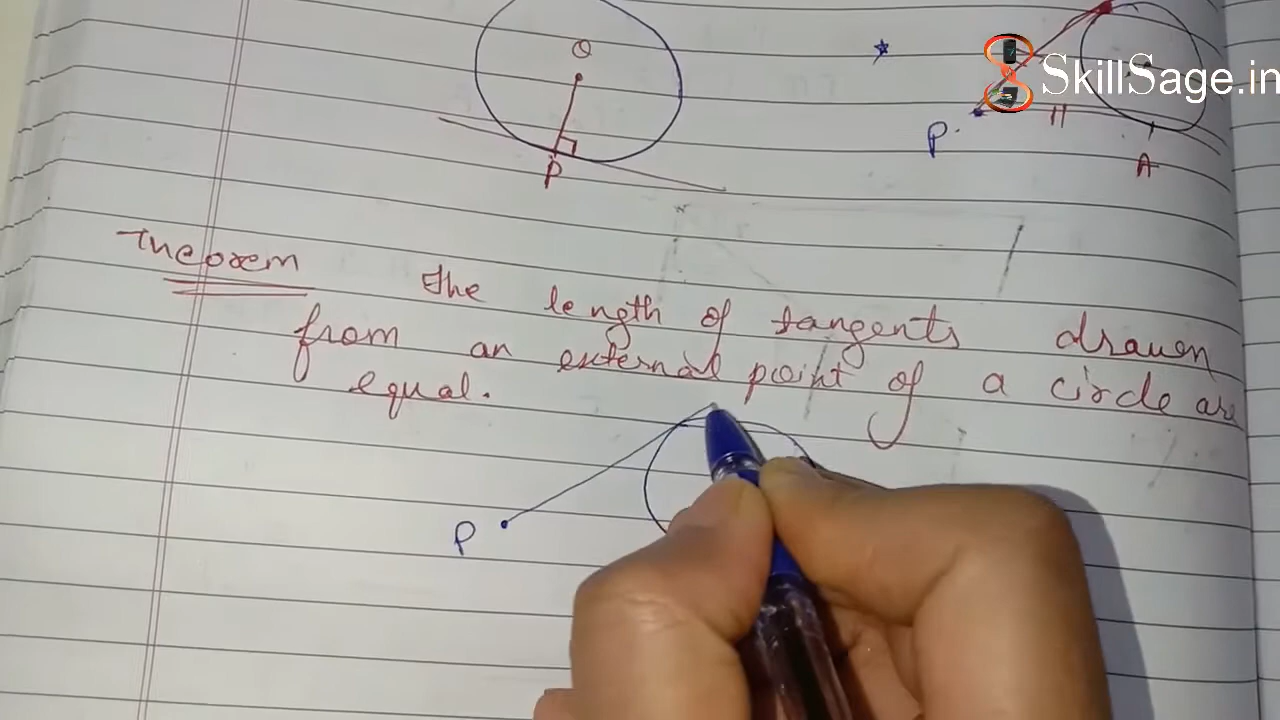 O
P
SkillSage.in
P.
A
Theorem the length of tangents drawn
from an external point of a circle are
equal.
P